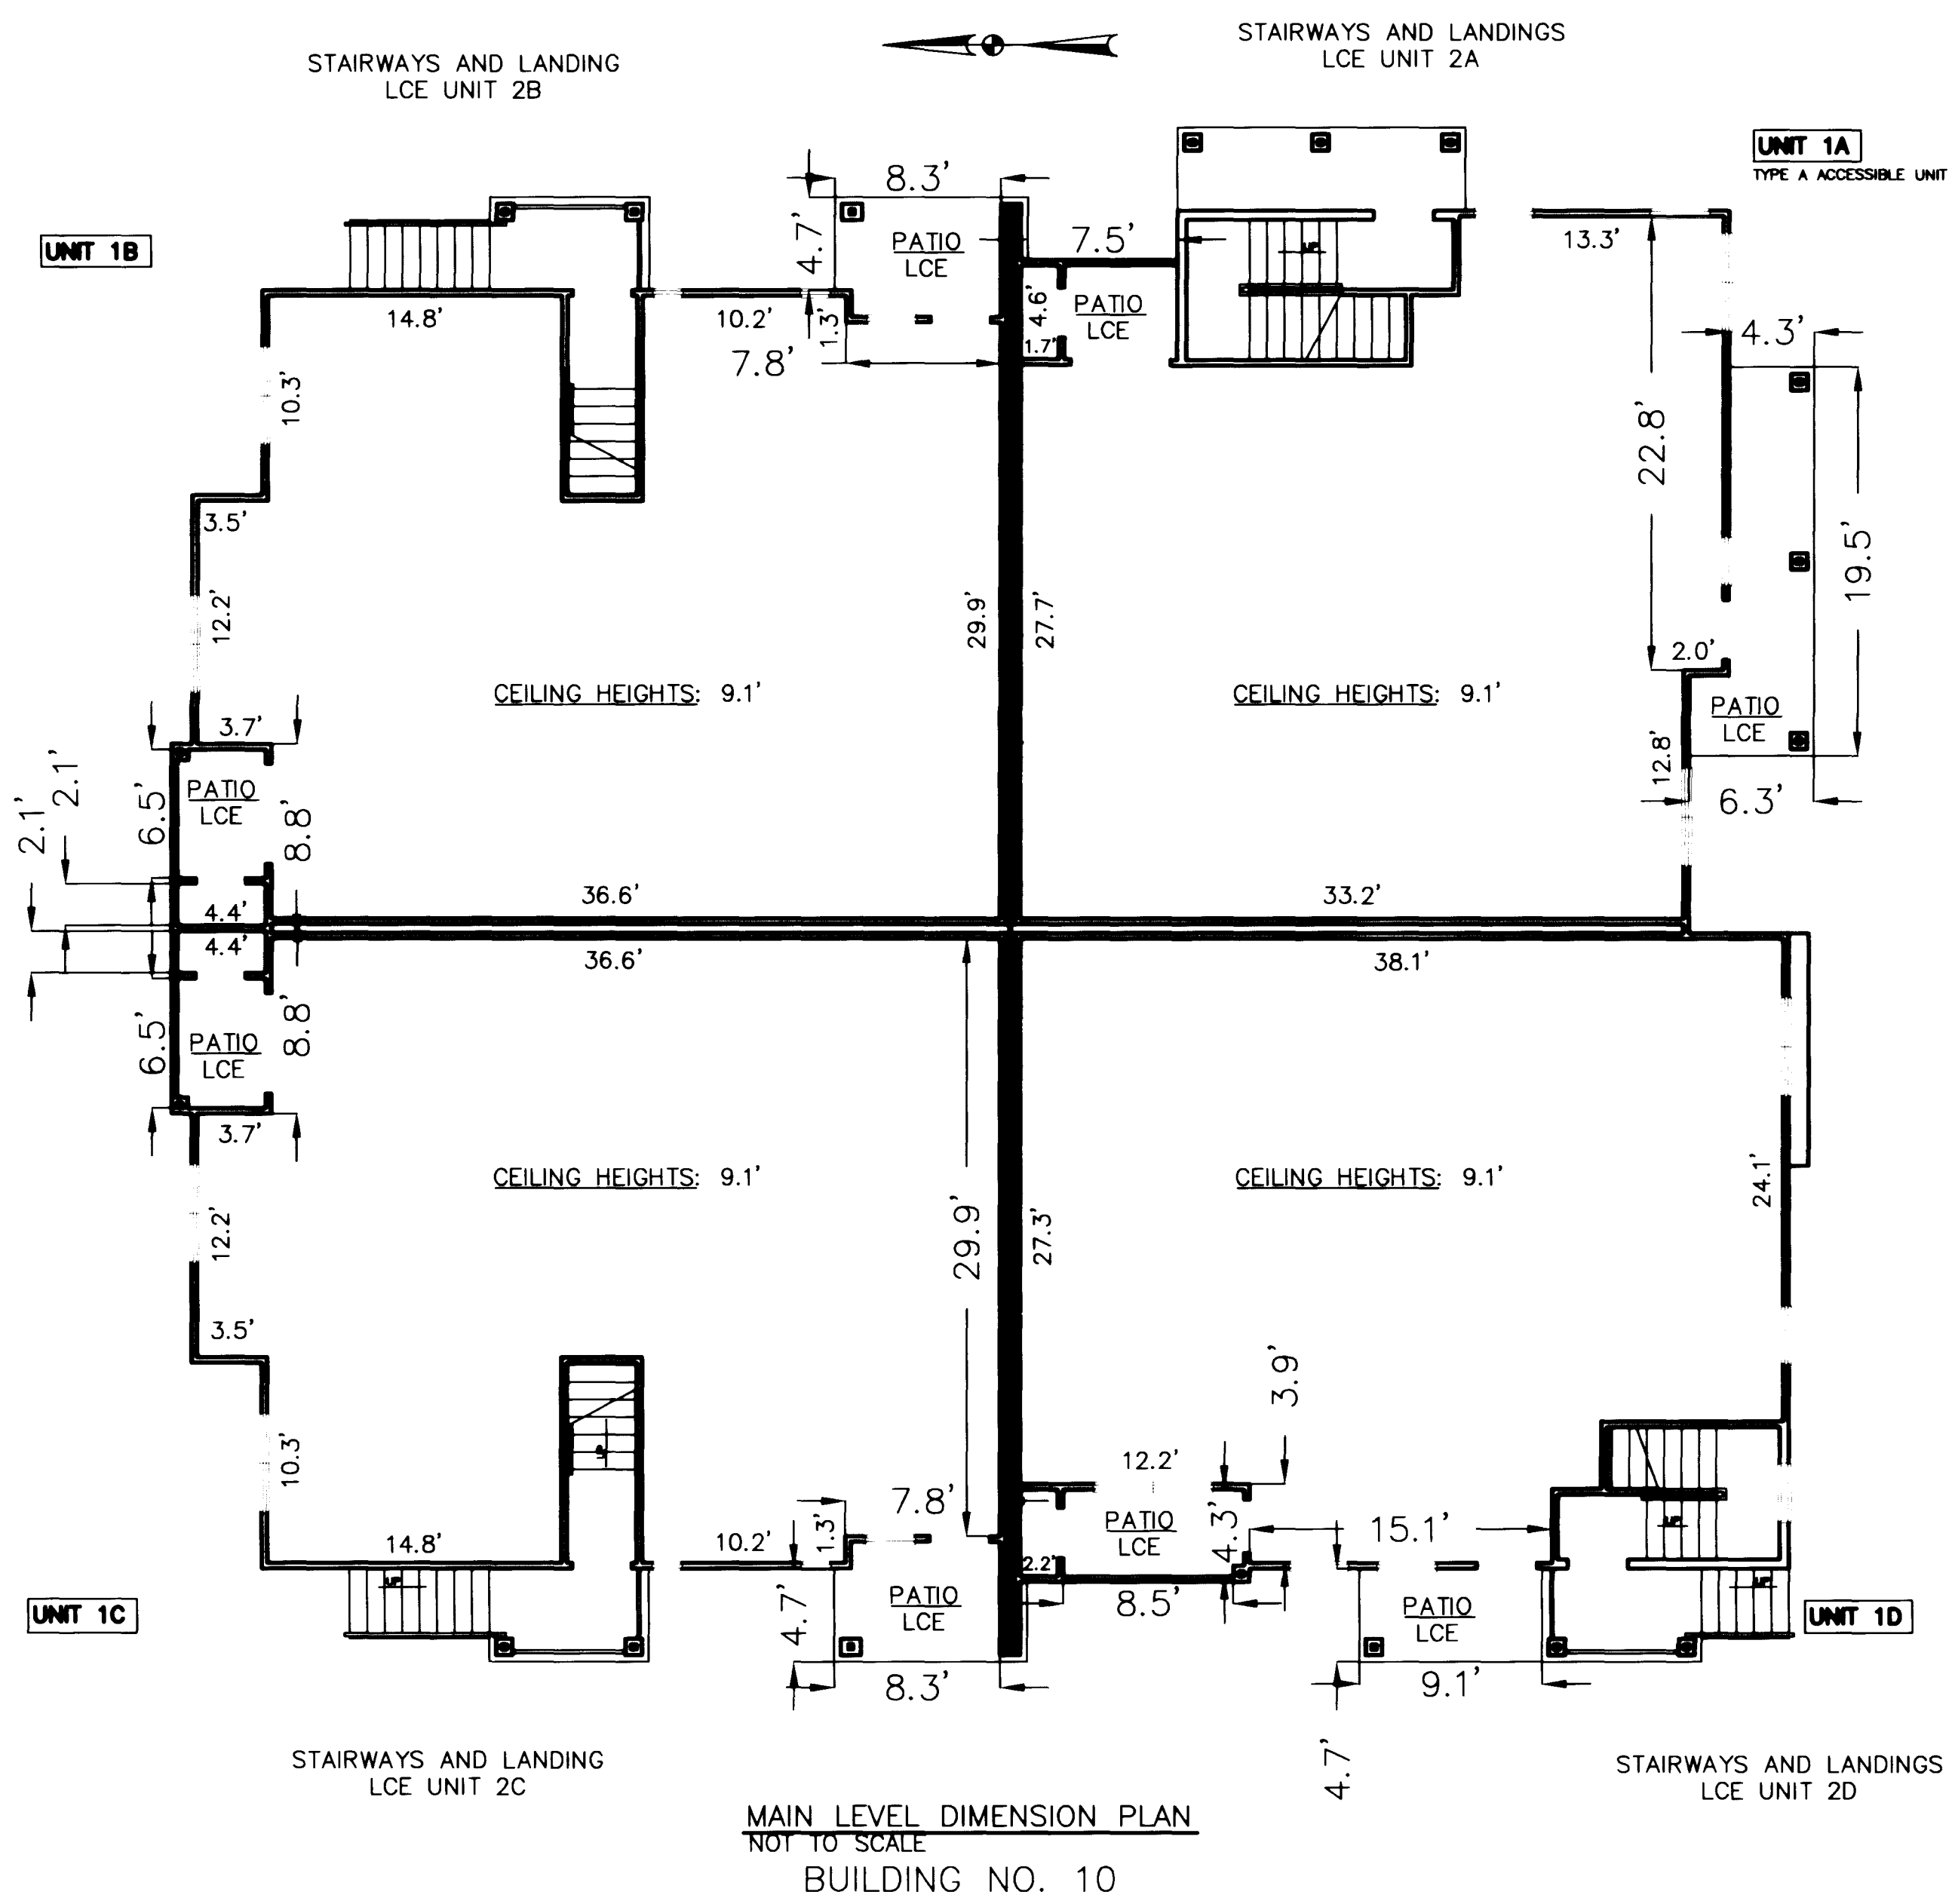 STAIRWAYS AND LANDING
LCE UNIT 2B
STAIRWAYS AND LANDINGS
LCE UNIT 2A
UNIT 1A
TYPE A ACCESSIBLE UNIT
UNIT 1B
8.3'
4.7'
PATIO
LCE
7.5'
UP
13.3'
14.8'
10.2'
1.3'
7.8'
4.6'
PATIO
LCE
1.7'
4.3'
10.3'
22.8'
3.5'
19.5'
12.2'
29.9'
27.7'
2.0'
CEILING HEIGHTS: 9.1'
CEILING HEIGHTS: 9.1'
PATIO
LCE
3.7'
12.8'
6.3'
2.1'
2.1'
6.5'
PATIO
LCE
8.8'
36.6'
33.2'
4.4'
4.4'
36.6'
38.1'
6.5'
PATIO
LCE
8.8'
3.7'
CEILING HEIGHTS: 9.1'
CEILING HEIGHTS: 9.1'
24.1'
12.2'
29.9'
27.3'
3.5'
3.9'
10.3'
UP
12.2'
7.8'
1.3'
PATIO
LCE
4.3'
15.1'
UP
14.8'
10.2'
2.2'
UP
4.7'
PATIO
LCE
8.5'
PATIO
LCE
UP
UNIT 1C
UNIT 1D
8.3'
9.1'
4.7'
STAIRWAYS AND LANDING
LCE UNIT 2C
STAIRWAYS AND LANDINGS
LCE UNIT 2D
MAIN LEVEL DIMENSION PLAN
NOT TO SCALE
BUILDING NO. 10